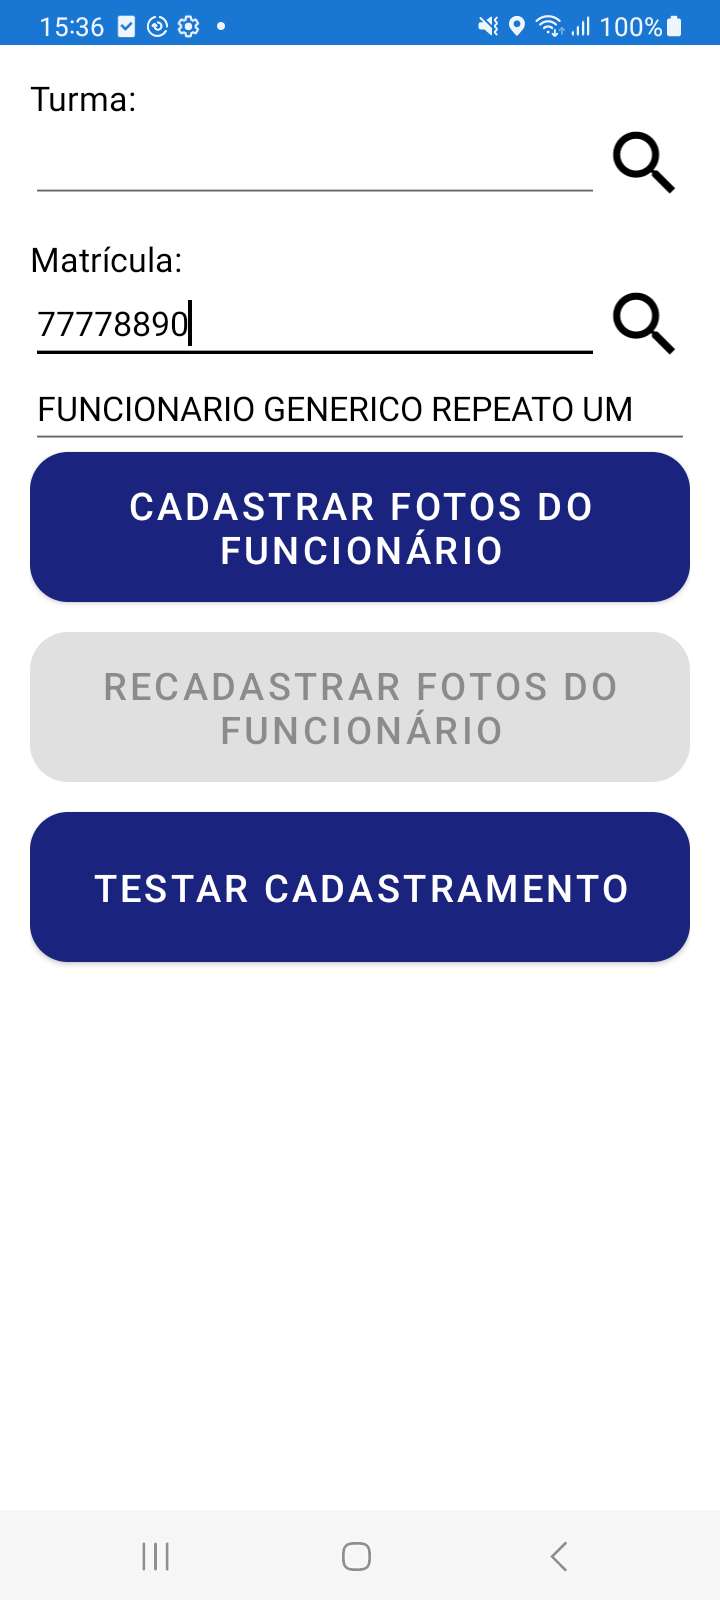 15:36 100%
Turma:
Matrícula:
77778890
FUNCIONARIO GENERICO REPEATO UM
CADASTRAR FOTOS DO
FUNCIONÁRIO
RECADASTRAR FOTOS DO
FUNCIONÁRIO
TESTAR CADASTRAMENTO